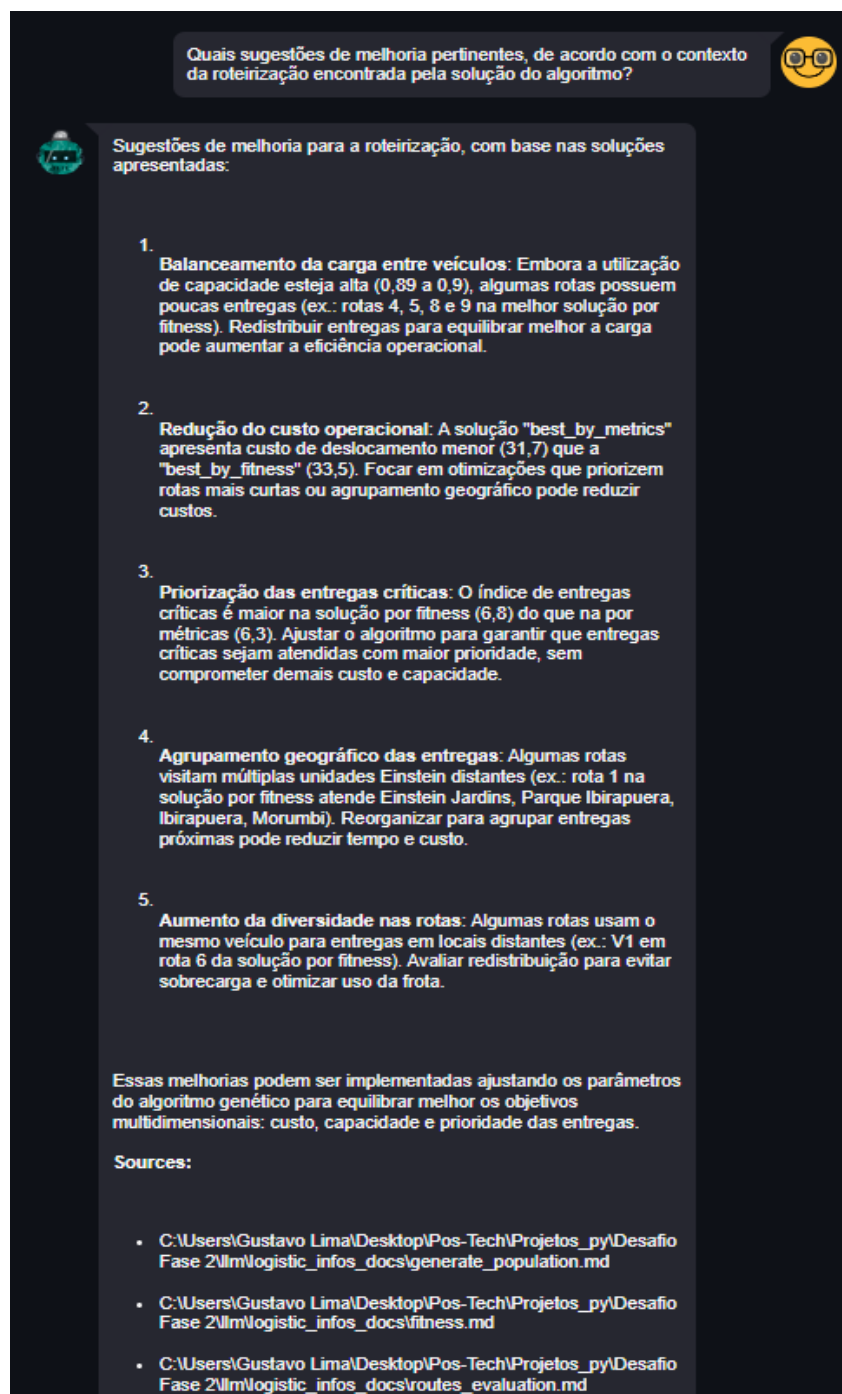 Quais sugestões de melhoria pertinentes, de acordo com o contexto
da roteirização encontrada pela solução do algoritmo?
Sugestões de melhoria para a roteirização, com base nas soluções
apresentadas:
1.
Balanceamento da carga entre veículos: Embora a utilização
de capacidade esteja alta (0,89 a 0,9), algumas rotas possuem
poucas entregas (ex.: rotas 4, 5, 8 e 9 na melhor solução por
fitness). Redistribuir entregas para equilibrar melhor a carga
pode aumentar a eficiência operacional.
2.
Redução do custo operacional: A solução "best_by_metrics"
apresenta custo de deslocamento menor (31,7) que a
"best_by_fitness" (33,5). Focar em otimizações que priorizem
rotas mais curtas ou agrupamento geográfico pode reduzir
custos.
3.
Priorização das entregas críticas: O índice de entregas
críticas é maior na solução por fitness (6,8) do que na por
métricas (6,3). Ajustar o algoritmo para garantir que entregas
críticas sejam atendidas com maior prioridade, sem
comprometer demais custo e capacidade.
4.
Agrupamento geográfico das entregas: Algumas rotas
visitam múltiplas unidades Einstein distantes (ex.: rota 1 na
solução por fitness atende Einstein Jardins, Parque Ibirapuera,
Ibirapuera, Morumbi). Reorganizar para agrupar entregas
próximas pode reduzir tempo e custo.
5.
Aumento da diversidade nas rotas: Algumas rotas usam o
mesmo veículo para entregas em locais distantes (ex.: V1 em
rota 6 da solução por fitness). Avaliar redistribuição para evitar
sobrecarga e otimizar uso da frota.
Essas melhorias podem ser implementadas ajustando os parâmetros
do algoritmo genético para equilibrar melhor os objetivos
multidimensionais: custo, capacidade e prioridade das entregas.
Sources:
• C:\Users\Gustavo Lima\Desktop\Pos-Tech\Projetos_py\Desafio
Fase 2\llm\logistic_infos_docs\generate_population.md
• C:\Users\Gustavo Lima\Desktop\Pos-Tech\Projetos_py\Desafio
Fase 2\llm\logistic_infos_docs\fitness.md
• C:\Users\Gustavo Lima\Desktop\Pos-Tech\Projetos_py\Desafio
Fase 2\llm\logistic_infos_docs\routes_evaluation.md